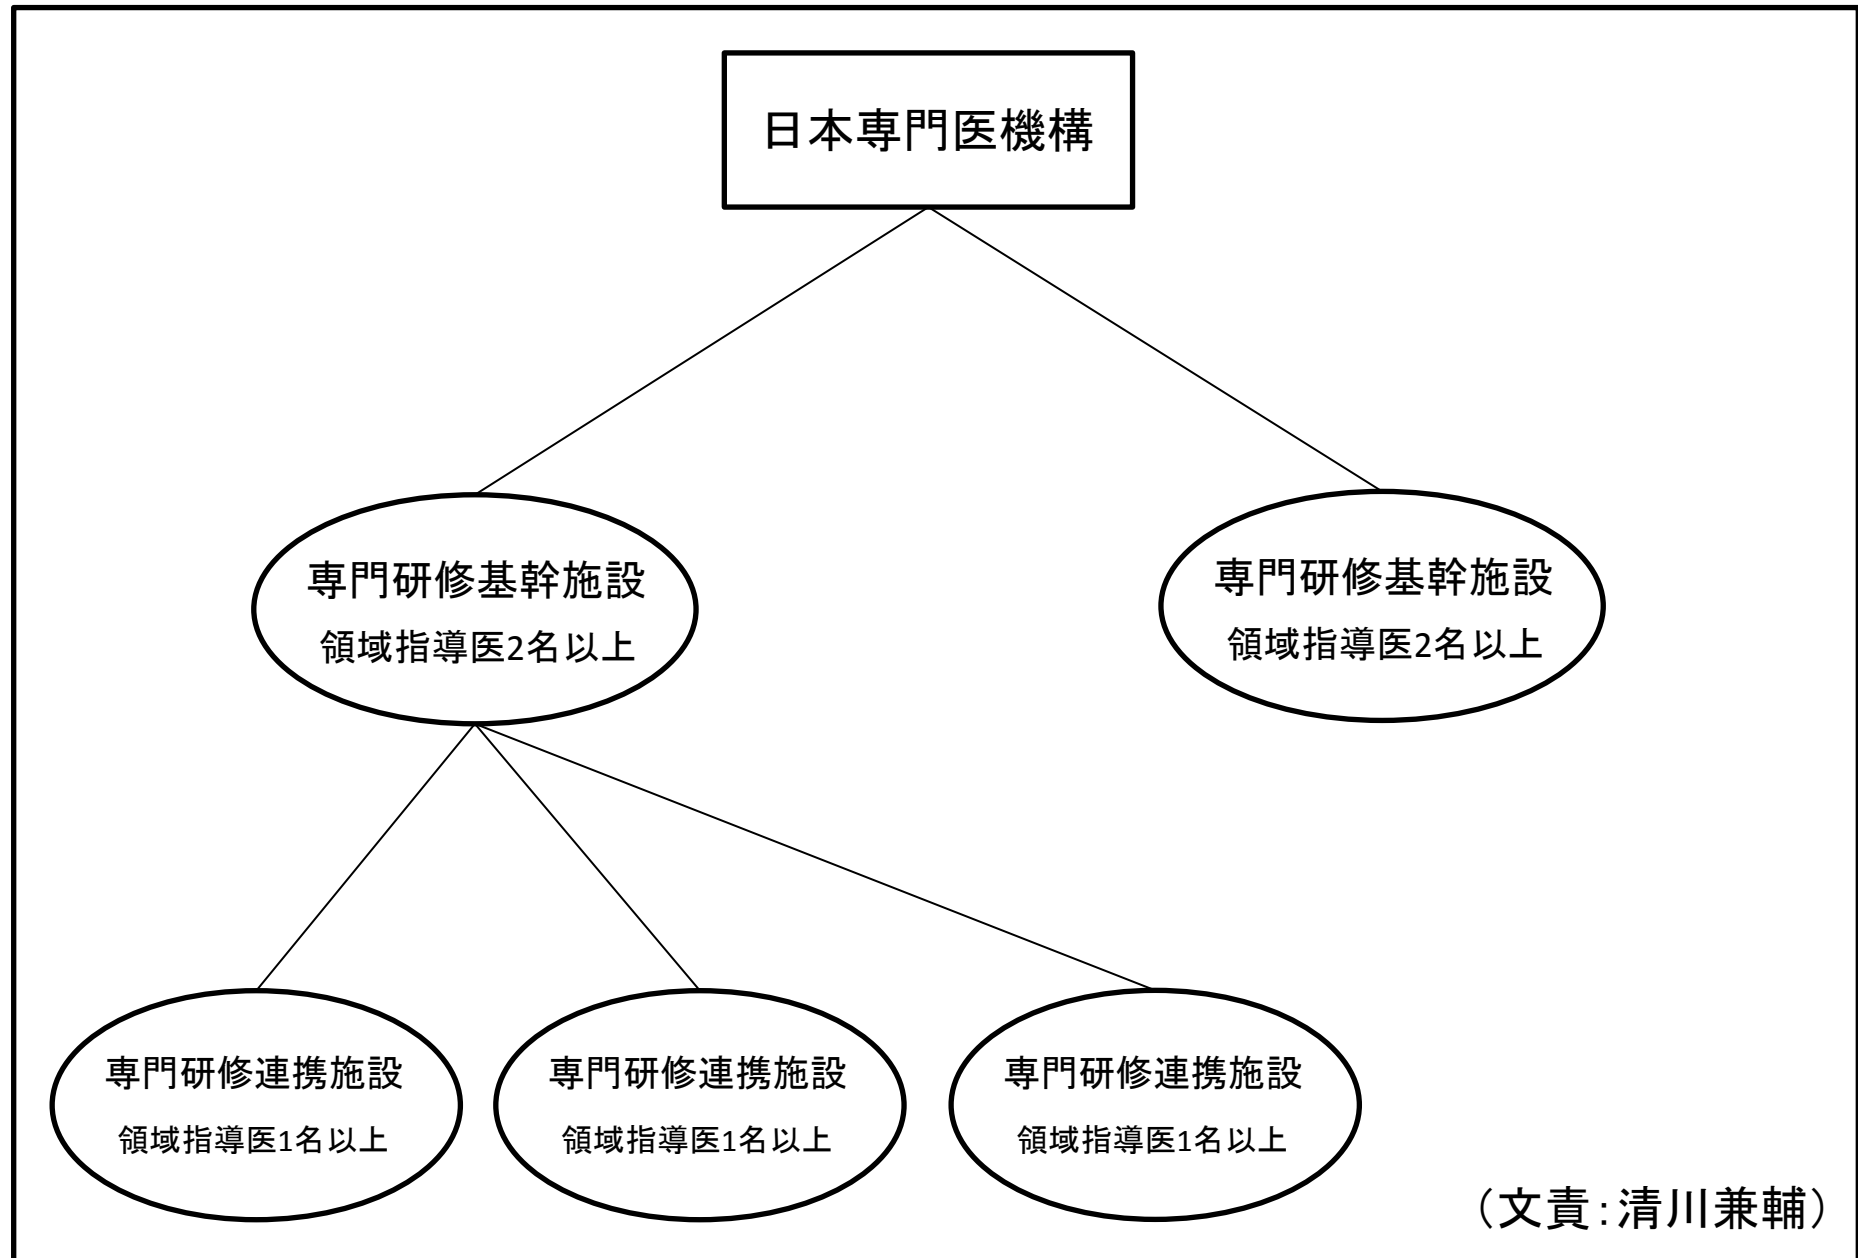 日本専門医機構
専門研修基幹施設
領域指導医2名以上
専門研修基幹施設
領域指導医2名以上
専門研修連携施設
領域指導医1名以上
専門研修連携施設
領域指導医1名以上
専門研修連携施設
領域指導医1名以上
（文責:清川兼輔）